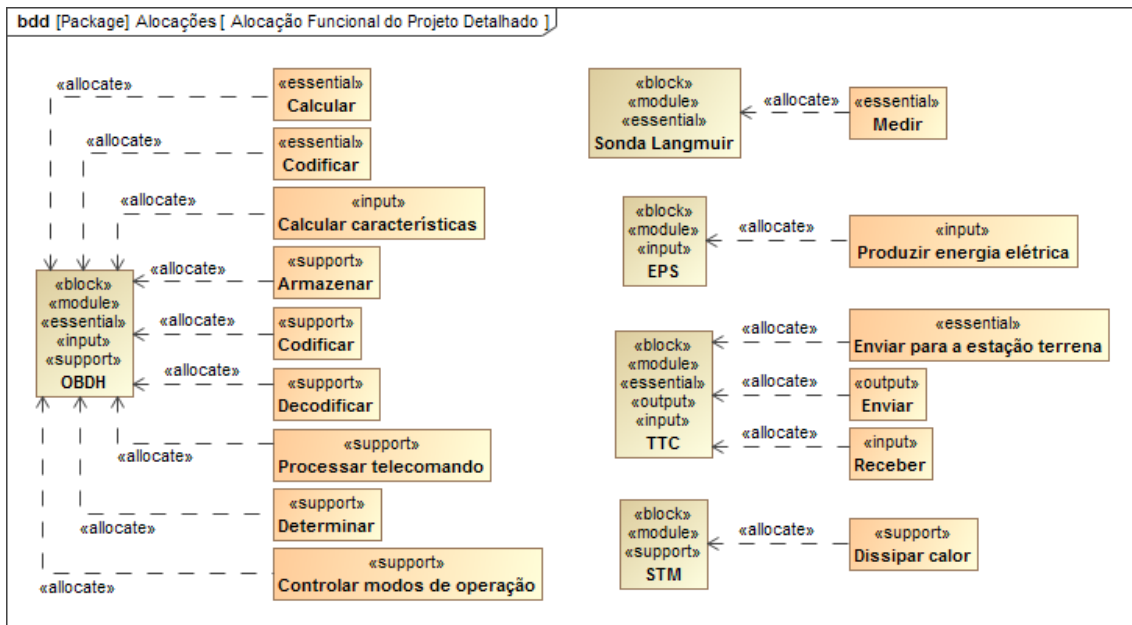 bdd [Package] Alocações [ Alocação Funcional do Projeto Detalhado ]
«allocate»
«essential»
Calcular
«allocate»
«essential»
Codificar
«allocate»
«input»
Calcular características
«allocate»
«support»
Armazenar
«block»
«module»
«essential»
«input»
«support»
OBDH
«allocate»
«support»
Codificar
«allocate»
«support»
Decodificar
«allocate»
«support»
Processar telecomando
«allocate»
«support»
Determinar
«allocate»
«support»
Controlar modos de operação
«block»
«module»
«essential»
Sonda Langmuir
«allocate»
«essential»
Medir
«block»
«module»
«input»
EPS
«allocate»
«input»
Produzir energia elétrica
«block»
«module»
«essential»
«output»
«input»
TTC
«allocate»
«essential»
Enviar para a estação terrena
«allocate»
«output»
Enviar
«allocate»
«input»
Receber
«block»
«module»
«support»
STM
«allocate»
«support»
Dissipar calor